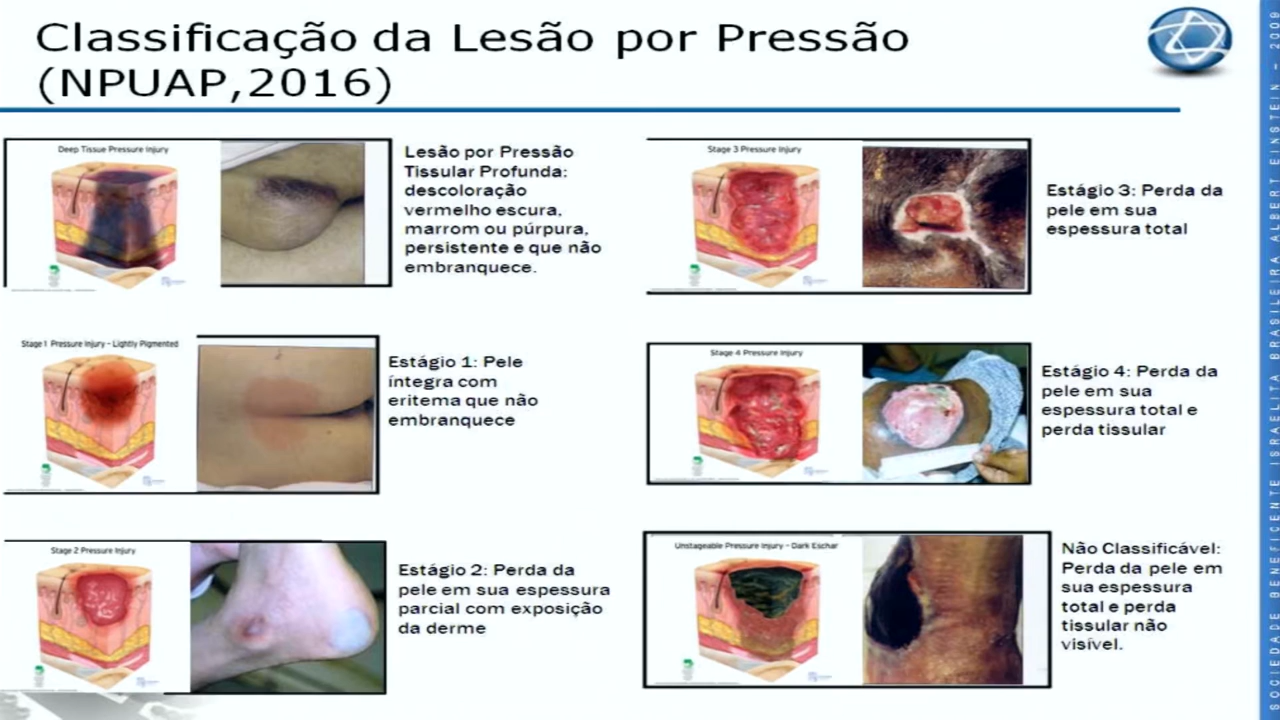 Classificação da Lesão por Pressão
(NPUAP,2016)
Deep Tissue Pressure Injury
Lesão por Pressão
Tissular Profunda:
descoloração
vermelho escura,
marrom ou púrpura,
persistente e que não
embranquece.
Stage 1 Pressure Injury - Lightly Pigmented
Estágio 1: Pele
íntegra com
eritema que não
embranquece
Stage 2 Pressure Injury
Estágio 2: Perda da
pele em sua espessura
parcial com exposição
da derme
Stage 3 Pressure Injury
Estágio 3: Perda da
pele em sua
espessura total
Stage 4 Pressure Injury
Estágio 4: Perda da
pele em sua
espessura total e
perda tissular
Unstageable Pressure Injury - Dark Eschar
Não Classificável:
Perda da pele em
sua espessura
total e perda
tissular não
visível.
SOCIEDADE BENEFICENTE ISRAELITA BRASILEIRA ALBERT EINSTEIN - 2009